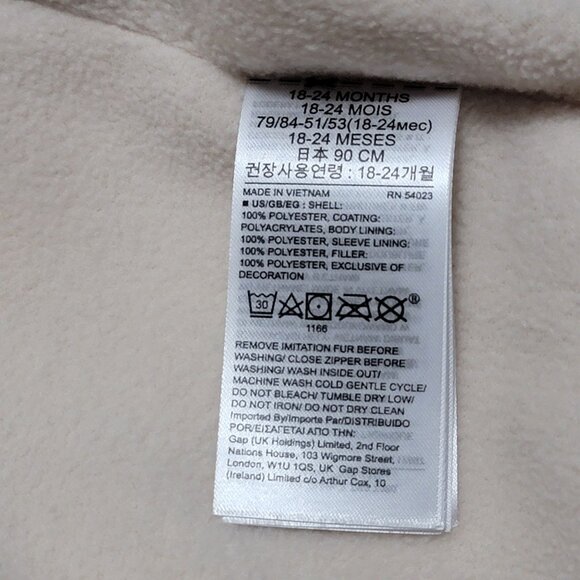 18-24 MONTHS
18-24 MOIS
79/84-51/53(18-24мес)
18-24 MESES
日本 90 CM
권장사용연령 : 18-24개월
MADE IN VIETNAM RN 54023
■ US/GB/EG : SHELL:
100% POLYESTER, COATING:
POLYACRYLATES, BODY LINING:
100% POLYESTER, SLEEVE LINING:
100% POLYESTER, FILLER:
100% POLYESTER, EXCLUSIVE OF
DECORATION
30 ®
1166
REMOVE IMITATION FUR BEFORE
WASHING/ CLOSE ZIPPER BEFORE
WASHING/ WASH INSIDE OUT/
MACHINE WASH COLD GENTLE CYCLE/
DO NOT BLEACH/ TUMBLE DRY LOW/
DO NOT IRON/ DO NOT DRY CLEAN
Imported By/Importe Par/DISTRIBUIDO
POR/ΕΙΣΑΓΕΤΑΙ ΑΠΟ ΤΗΝ:
Gap (UK Holdings) Limited, 2nd Floor
Nations House, 103 Wigmore Street,
London, W1U 1QS, UK Gap Stores
(Ireland) Limited c/o Arthur Cox, 10